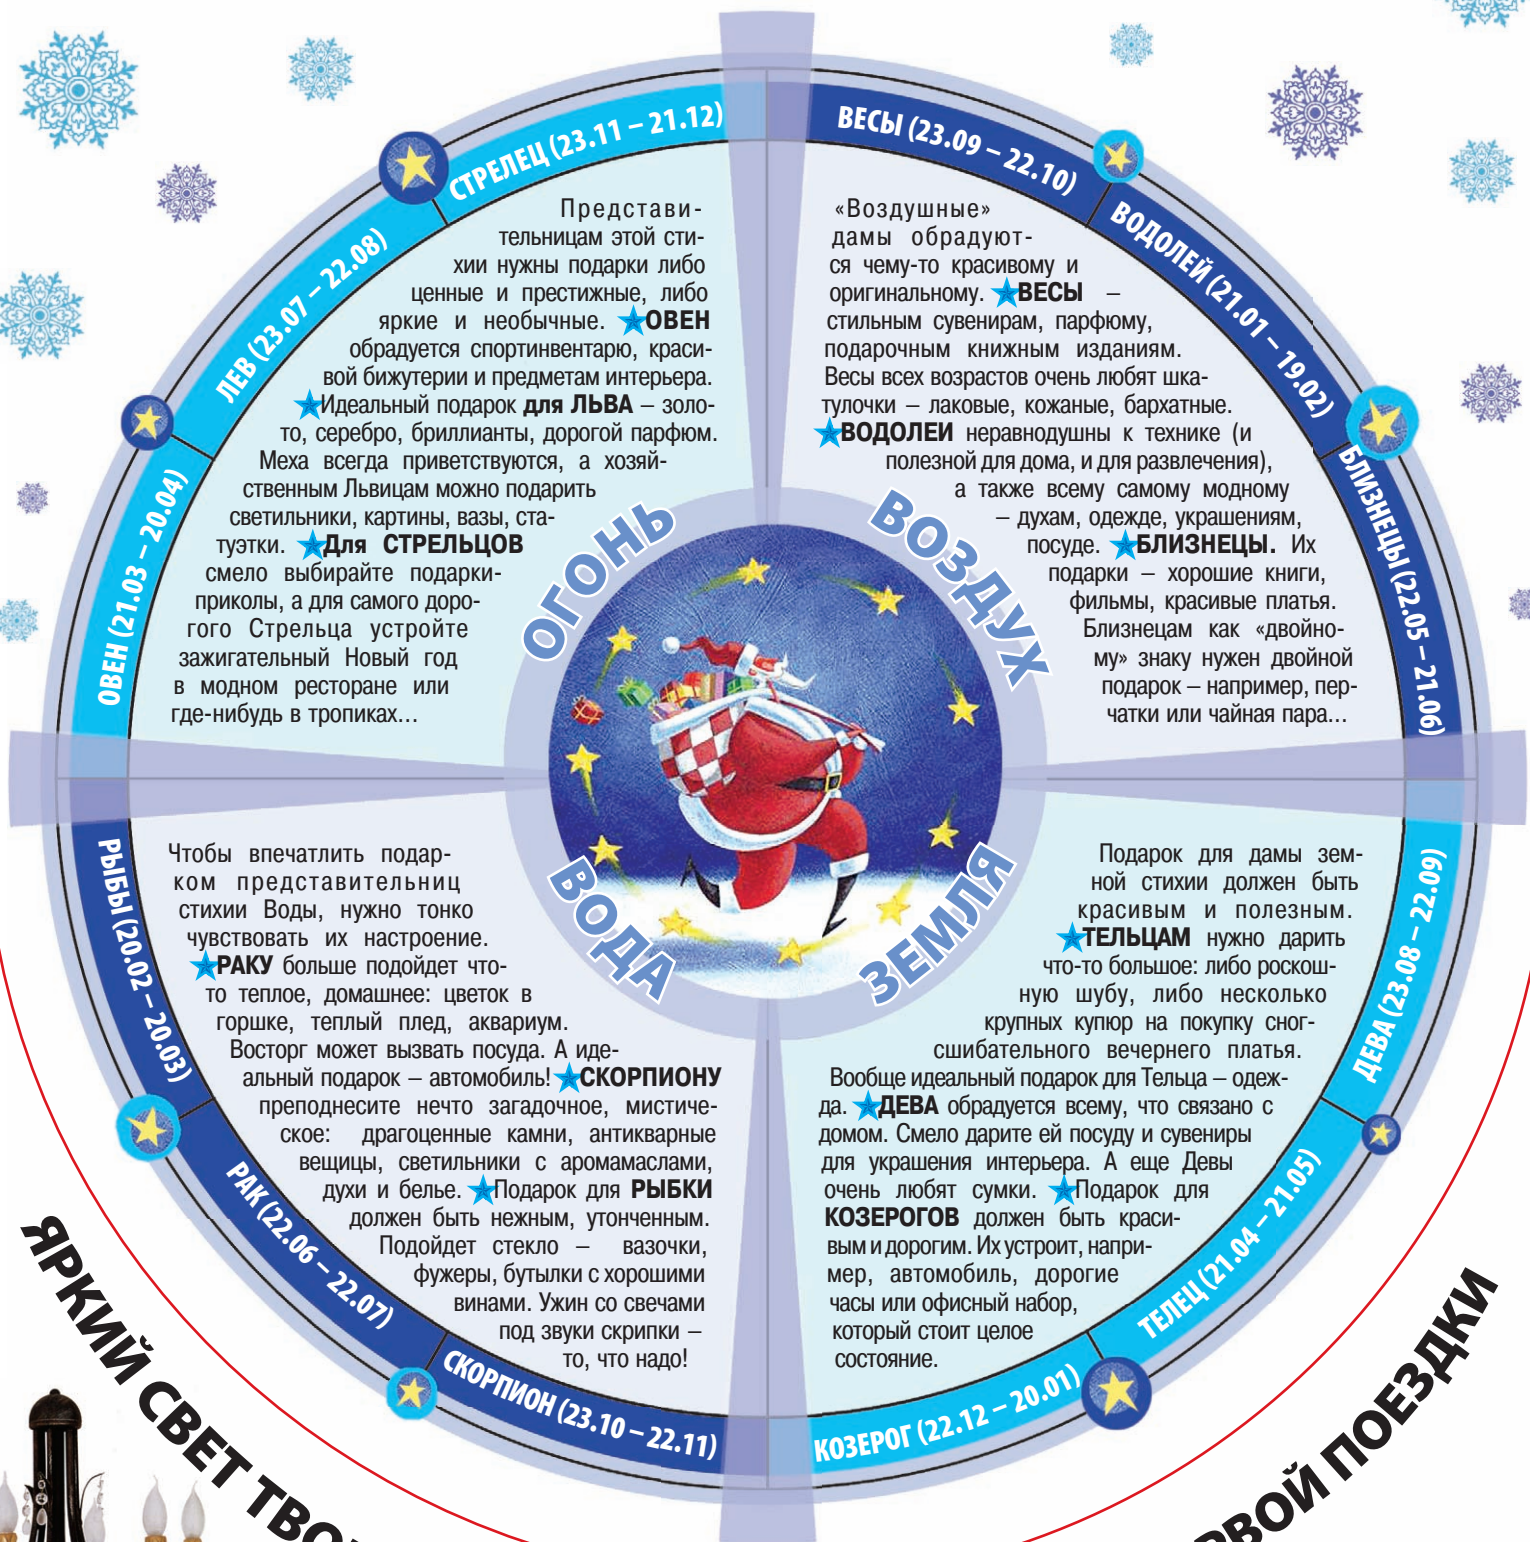 СТРЕЛЕЦ (23.11 – 21.12)
ЛЕВ (23.07 – 22.08)
ОВЕН (21.03 – 20.04)
Представи-
тельницам этой сти-
хии нужны подарки либо
ценные и престижные, либо
яркие и необычные. ОВЕН
обрадуется спортинвентарю, краси-
вой бижутерии и предметам интерьера.
Идеальный подарок для ЛЬВА – золо-
то, серебро, бриллианты, дорогой парфюм.
Меха всегда приветствуются, а хозяй-
ственным Львицам можно подарить
светильники, картины, вазы, ста-
туэтки. Для СТРЕЛЬЦОВ
смело выбирайте подарки-
приколы, а для самого доро-
гого Стрельца устройте
зажигательный Новый год
в модном ресторане или
где-нибудь в тропиках...
ОГОНЬ
ВЕСЫ (23.09 – 22.10)
ВОДОЛЕЙ (21.01 – 19.02)
БЛИЗНЕЦЫ (22.05 – 21.06)
«Воздушные»
дамы обрадуют-
ся чему-то красивому и
оригинальному. ВЕСЫ –
стильным сувенирам, парфюму,
подарочным книжным изданиям.
Весы всех возрастов очень любят шка-
тулочки – лаковые, кожаные, бархатные.
ВОДОЛЕИ неравнодушны к технике (и
полезной для дома, и для развлечения),
а также всему самому модному
– духам, одежде, украшениям,
посуде. БЛИЗНЕЦЫ. Их
подарки – хорошие книги,
фильмы, красивые платья.
Близнецам как «двойно-
му» знаку нужен двойной
подарок – например, пер-
чатки или чайная пара...
ВОЗДУХ
РЫБЫ (20.02 – 20.03)
РАК (22.06 – 22.07)
СКОРПИОН (23.10 – 22.11)
Чтобы впечатлить подар-
ком представительниц
стихии Воды, нужно тонко
чувствовать их настроение.
РАКУ больше подойдет что-
то теплое, домашнее: цветок в
горшке, теплый плед, аквариум.
Восторг может вызвать посуда. А иде-
альный подарок – автомобиль! СКОРПИОНУ
преподнесите нечто загадочное, мистиче-
ское: драгоценные камни, антикварные
вещицы, светильники с аромамаслами,
духи и белье. Подарок для РЫБКИ
должен быть нежным, утонченным.
Подойдет стекло – вазочки,
фужеры, бутылки с хорошими
винами. Ужин со свечами
под звуки скрипки –
то, что надо!
ВОДА
ДЕВА (23.08 – 22.09)
ТЕЛЕЦ (21.04 – 21.05)
КОЗЕРОГ (22.12 – 20.01)
Подарок для дамы зем-
ной стихии должен быть
красивым и полезным.
ТЕЛЬЦАМ нужно дарить
что-то большое: либо роскош-
ную шубу, либо несколько
крупных купюр на покупку сног-
сшибательного вечернего платья.
Вообще идеальный подарок для Тельца – одеж-
да. ДЕВА обрадуется всему, что связано с
домом. Смело дарите ей посуду и сувениры
для украшения интерьера. А еще Девы
очень любят сумки. Подарок для
КОЗЕРОГОВ должен быть краси-
вым и дорогим. Их устроит, напри-
мер, автомобиль, дорогие
часы или офисный набор,
который стоит целое
состояние.
ЗЕМЛЯ
ЯРКИЙ СВЕТ ТВО
РВОЙ ПОЕЗДКИ